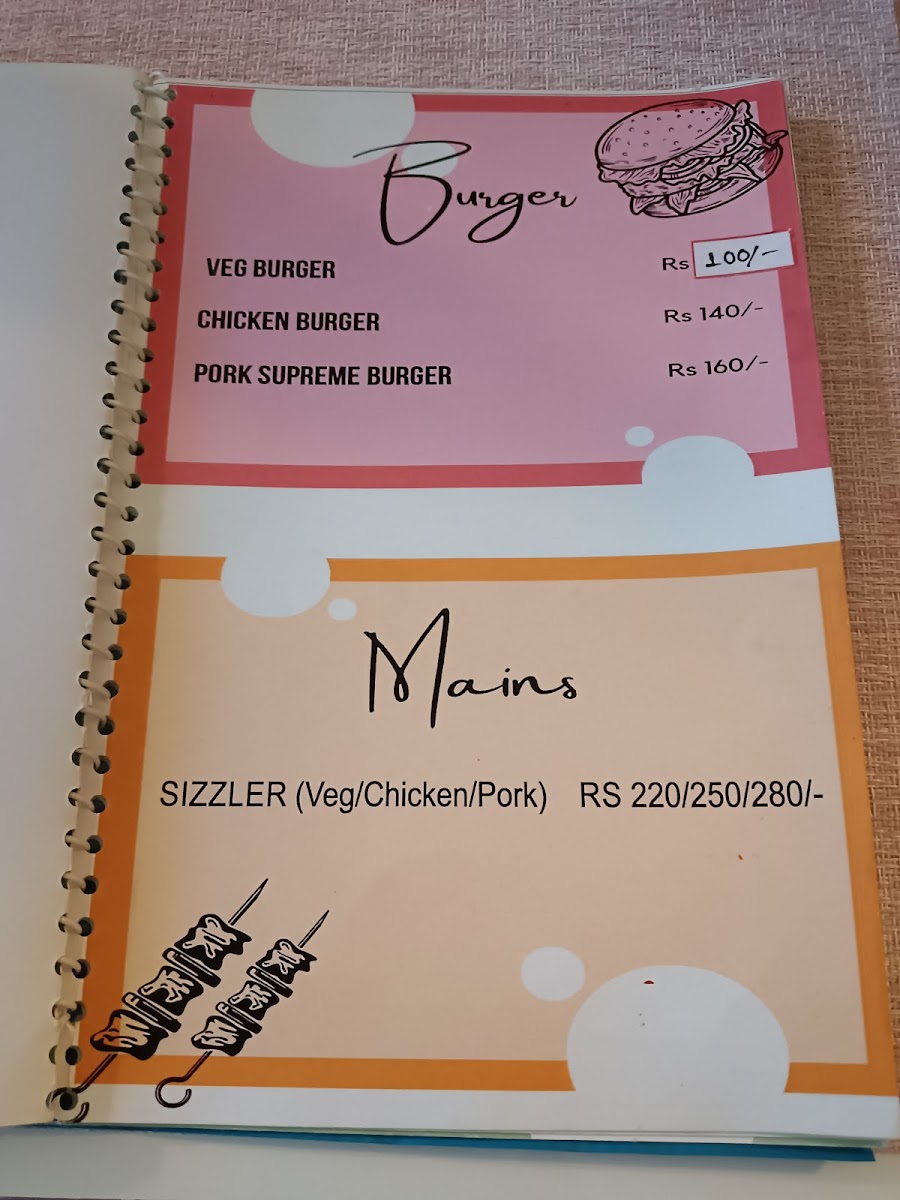 Burger
VEG BURGER Rs 100/-
CHICKEN BURGER Rs 140/-
PORK SUPREME BURGER Rs 160/-
Mains
SIZZLER (Veg/Chicken/Pork) RS 220/250/280/-